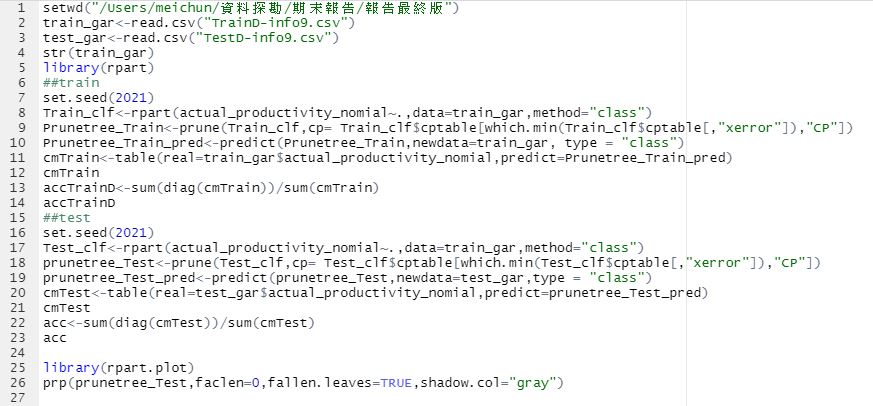 1 setwd("/Users/meichun/資料探勘/期末報告/報告最終版")
2 train_gar<-read.csv("TrainD-info9.csv")
3 test_gar<-read.csv("TestD-info9.csv")
4 str(train_gar)
5 library(rpart)
6 ##train
7 set.seed(2021)
8 Train_clf<-rpart(actual_productivity_nomial~.,data=train_gar,method="class")
9 Prunetree_Train<-prune(Train_clf,cp= Train_clf$cptable[which.min(Train_clf$cptable[,"xerror"]),"CP"])
10 Prunetree_Train_pred<-predict(Prunetree_Train,newdata=train_gar, type = "class")
11 cmTrain<-table(real=train_gar$actual_productivity_nomial,predict=Prunetree_Train_pred)
12 cmTrain
13 accTrainD<-sum(diag(cmTrain))/sum(cmTrain)
14 accTrainD
15 ##test
16 set.seed(2021)
17 Test_clf<-rpart(actual_productivity_nomial~.,data=train_gar,method="class")
18 prunetree_Test<-prune(Test_clf,cp= Test_clf$cptable[which.min(Test_clf$cptable[,"xerror"]),"CP"])
19 prunetree_Test_pred<-predict(prunetree_Test,newdata=test_gar,type = "class")
20 cmTest<-table(real=test_gar$actual_productivity_nomial,predict=prunetree_Test_pred)
21 cmTest
22 acc<-sum(diag(cmTest))/sum(cmTest)
23 acc
24
25 library(rpart.plot)
26 prp(prunetree_Test,faclen=0,fallen.leaves=TRUE,shadow.col="gray")
27